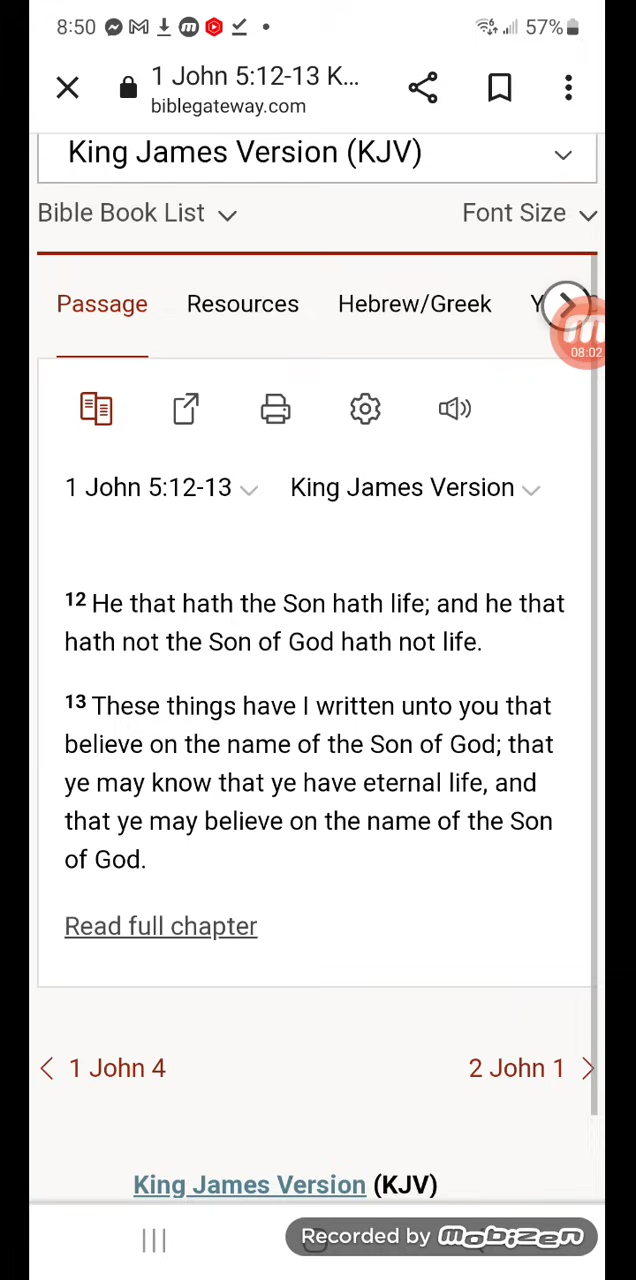 8:50 57%
1 John 5:12-13 K...
biblegateway.com
King James Version (KJV)
Bible Book List Font Size
Passage Resources Hebrew/Greek
08:02
1 John 5:12-13 King James Version
12 He that hath the Son hath life; and he that
hath not the Son of God hath not life.
13 These things have I written unto you that
believe on the name of the Son of God; that
ye may know that ye have eternal life, and
that ye may believe on the name of the Son
of God.
Read full chapter
1 John 4 2 John 1
King James Version (KJV)
Recorded by mobizen